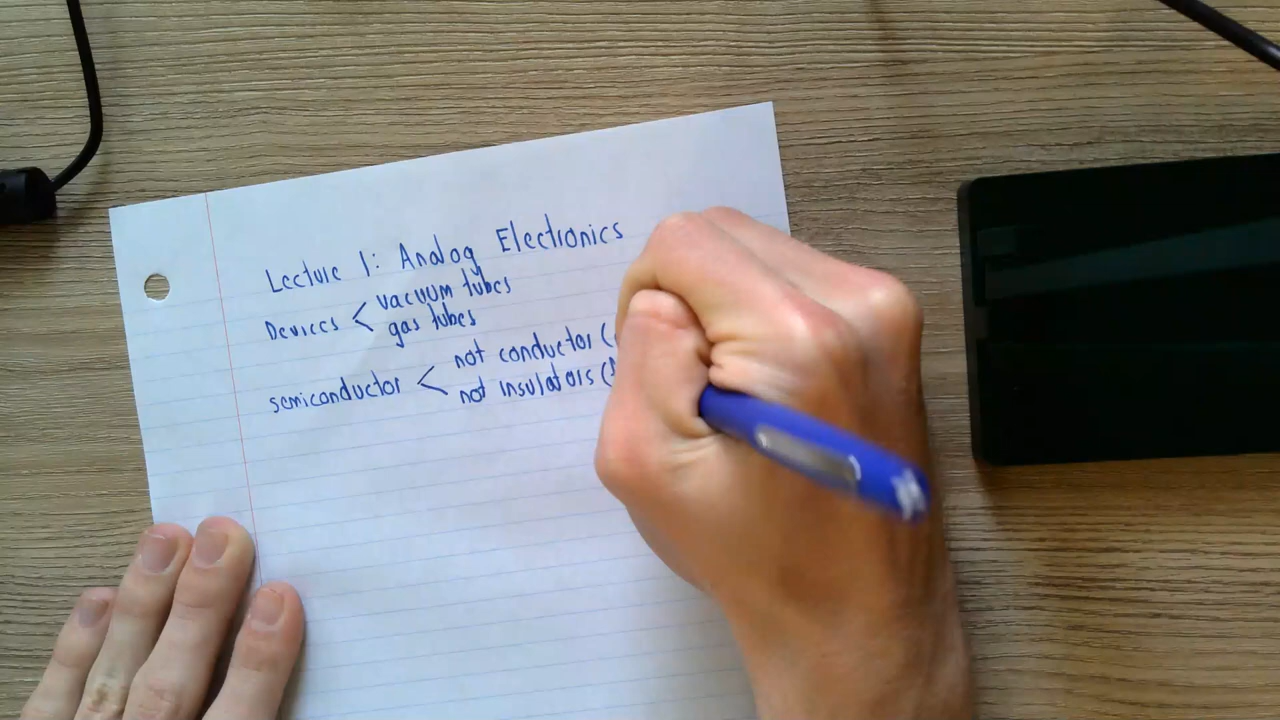 Lecture 1: Analog Electronics
Devices < vacuum tubes
gas tubes
semiconductor < not conductor (
not insulators (